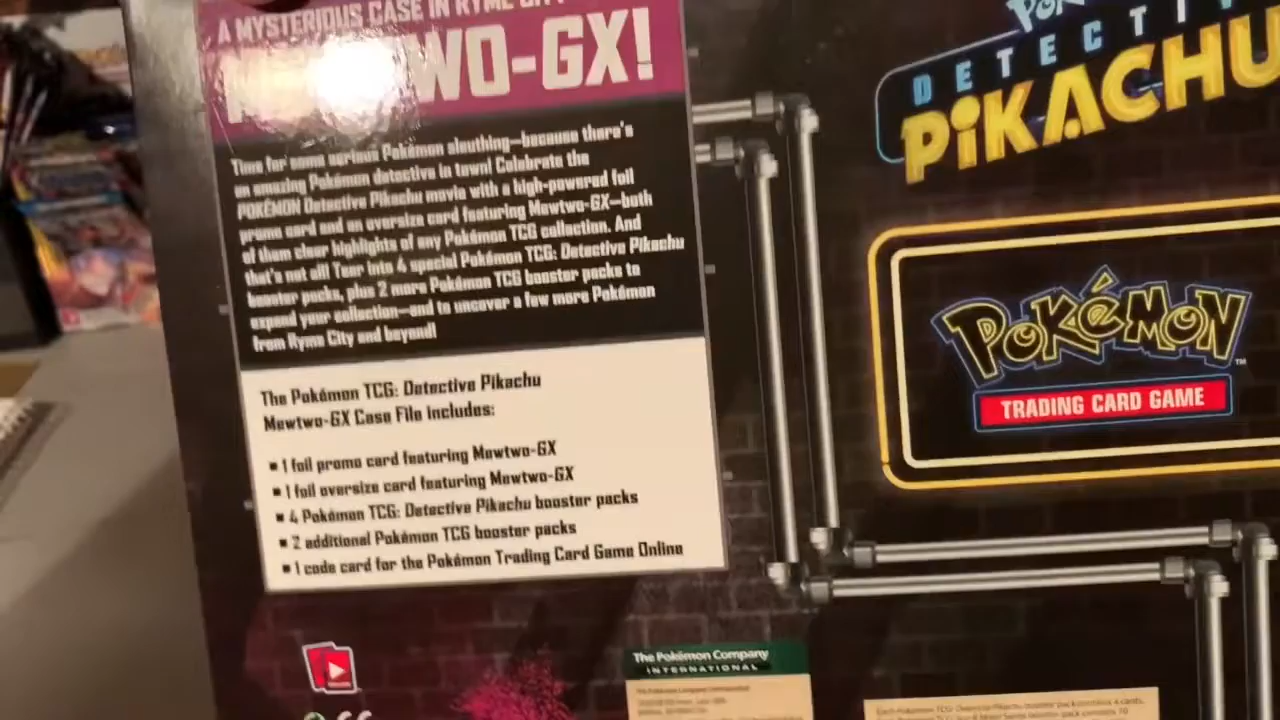 A MYSTERIOUS CASE IN RYME CITY
TWO-GX!
Time for some serious Pokémon sleuthing—because there's
an amazing Pokémon detective in town! Celebrate the
POKÉMON Detective Pikachu movie with a high-powered foil
promo card and an oversize card featuring Mewtwo-GX—both
of them clear highlights of any Pokémon TCG collection. And
that's not all! Tear into 4 special Pokémon TCG: Detective Pikachu
booster packs, plus 2 more Pokémon TCG booster packs to
expand your collection—and to uncover a few more Pokémon
from Ryme City and beyond!
The Pokémon TCG: Detective Pikachu
Mewtwo-GX Case File includes:
▪ 1 foil promo card featuring Mewtwo-GX
▪ 1 foil oversize card featuring Mewtwo-GX
▪ 4 Pokémon TCG: Detective Pikachu booster packs
▪ 2 additional Pokémon TCG booster packs
▪ 1 code card for the Pokémon Trading Card Game Online
DETECTIV
PIKACHU
POKéMON
TM
TRADING CARD GAME
The Pokémon Company
INTERNATIONAL